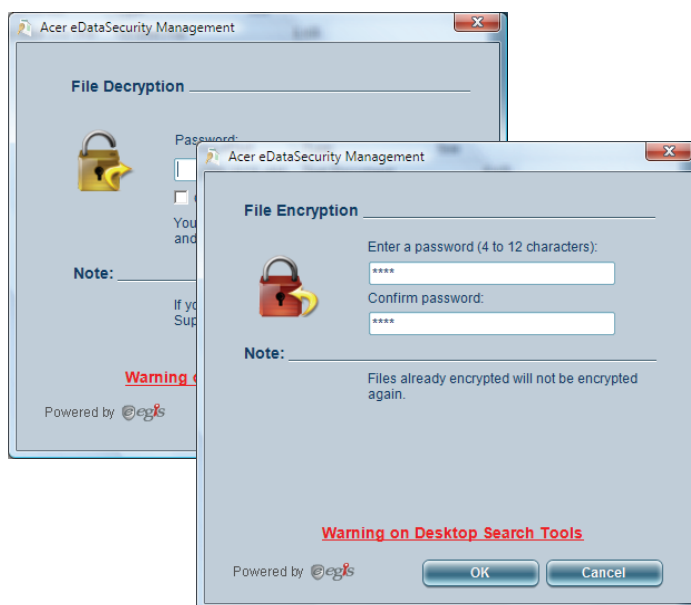 Acer eDataSecurity Management
File Decryption
Password:
You
and
Note:
If yo
Sup
Warning
Powered by egis
Acer eDataSecurity Management
File Encryption
Enter a password (4 to 12 characters):
****
Confirm password:
****
Note:
Files already encrypted will not be encrypted
again.
Warning on Desktop Search Tools
Powered by egis
OK
Cancel